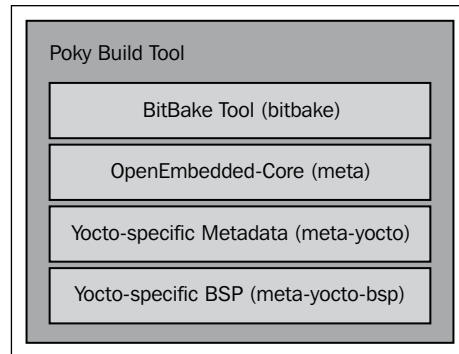 Poky Build Tool
BitBake Tool (bitbake)
OpenEmbedded-Core (meta)
Yocto-specific Metadata (meta-yocto)
Yocto-specific BSP (meta-yocto-bsp)